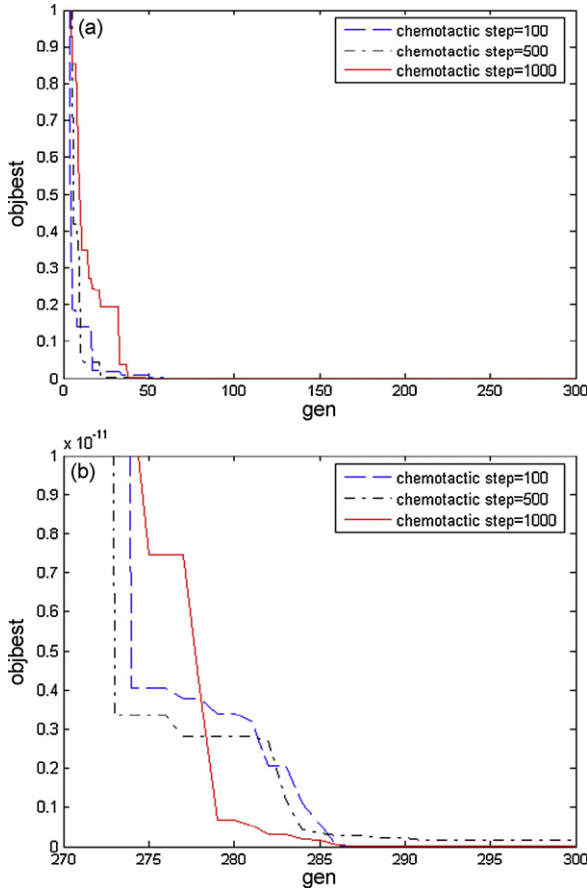 (a)
chemotactic step=100
chemotactic step=500
chemotactic step=1000
1
0.9
0.8
0.7
0.6
0.5
0.4
0.3
0.2
0.1
0
objbest
0 50 100 150 200 250 300
gen
x 10^-11
(b)
chemotactic step=100
chemotactic step=500
chemotactic step=1000
1
0.9
0.8
0.7
0.6
0.5
0.4
0.3
0.2
0.1
0
objbest
270 275 280 285 290 295 300
gen